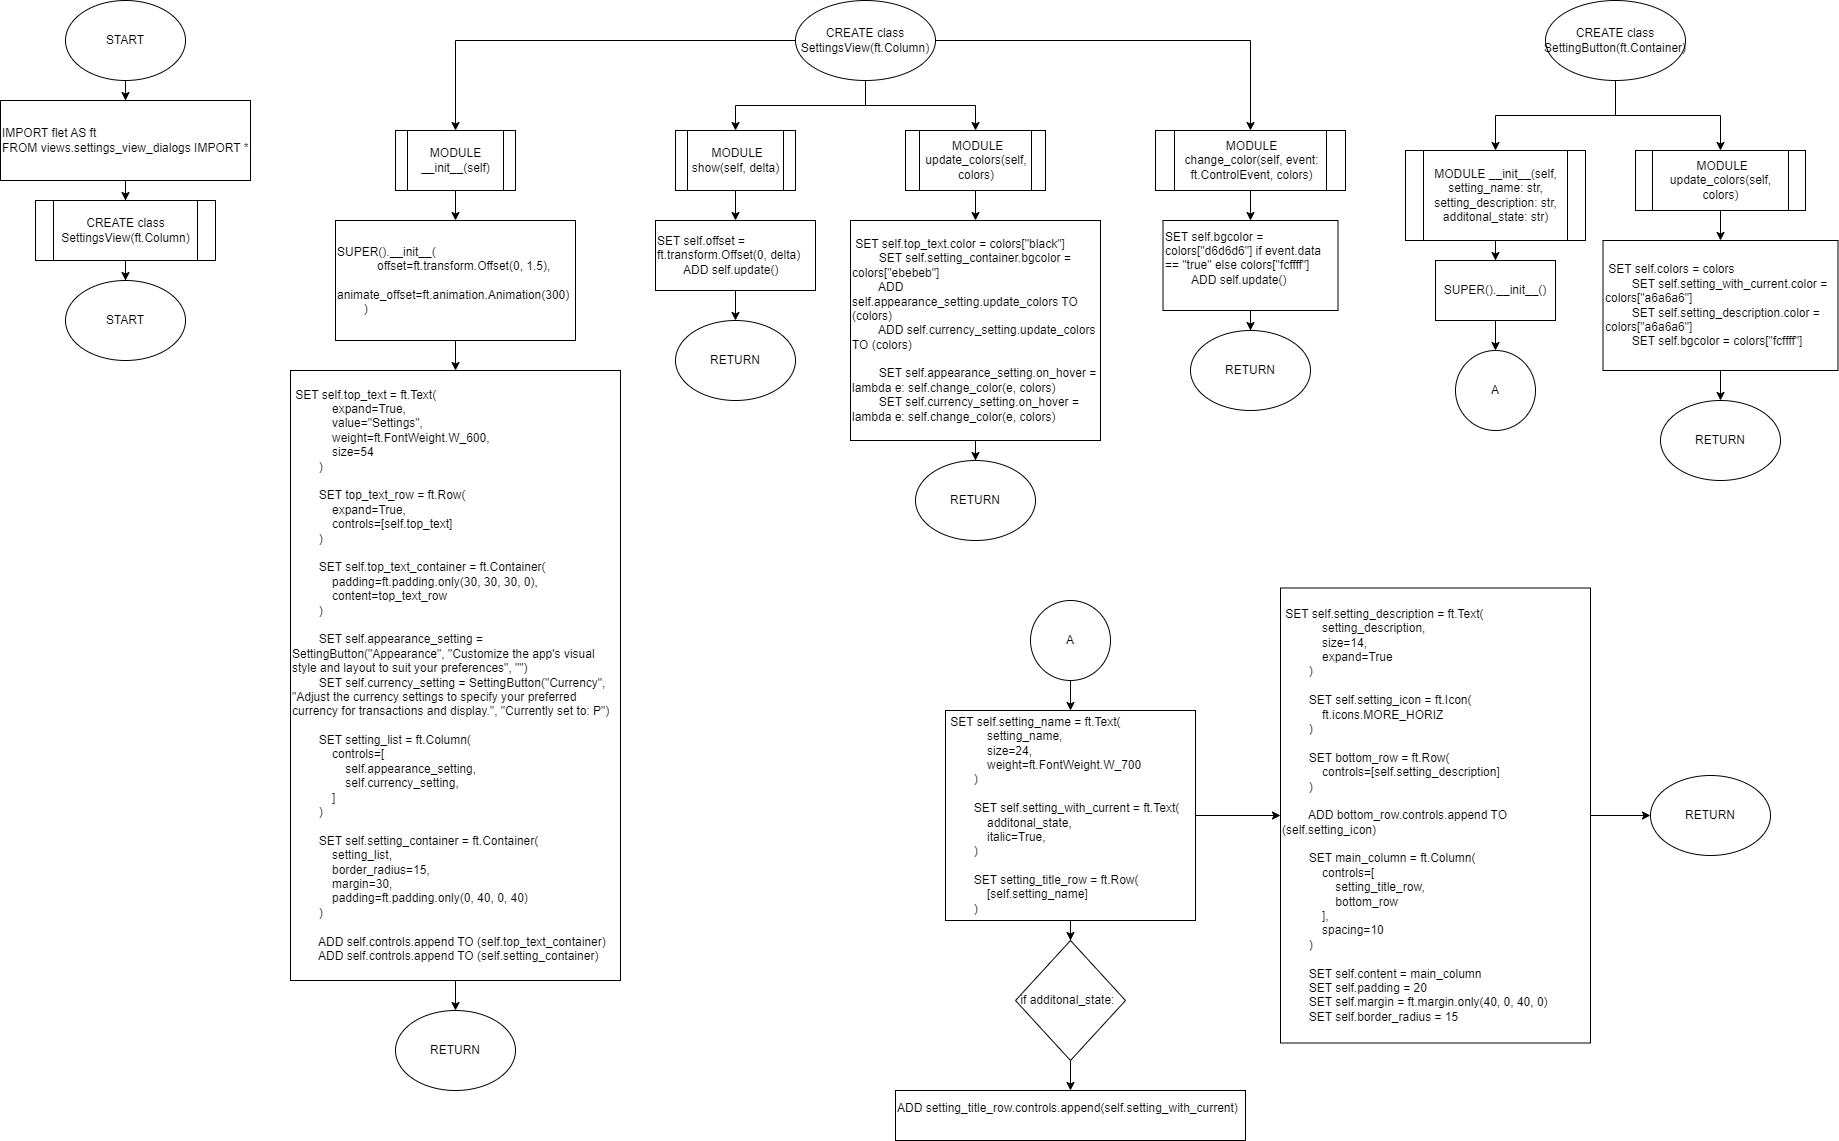 START
IMPORT flet AS ft
FROM views.settings_view_dialogs IMPORT *
CREATE class
SettingsView(ft.Column)
START
CREATE class
SettingsView(ft.Column)
MODULE
__init__(self)
SUPER().__init__(
offset=ft.transform.Offset(0, 1.5),
animate_offset=ft.animation.Animation(300)
)
SET self.top_text = ft.Text(
expand=True,
value="Settings",
weight=ft.FontWeight.W_600,
size=54
)
SET top_text_row = ft.Row(
expand=True,
controls=[self.top_text]
)
SET self.top_text_container = ft.Container(
padding=ft.padding.only(30, 30, 30, 0),
content=top_text_row
)
SET self.appearance_setting =
SettingButton("Appearance", "Customize the app's visual
style and layout to suit your preferences", "")
SET self.currency_setting = SettingButton("Currency",
"Adjust the currency settings to specify your preferred
currency for transactions and display.", "Currently set to: P")
SET setting_list = ft.Column(
controls=[
self.appearance_setting,
self.currency_setting,
]
)
SET self.setting_container = ft.Container(
setting_list,
border_radius=15,
margin=30,
padding=ft.padding.only(0, 40, 0, 40)
)
ADD self.controls.append TO (self.top_text_container)
ADD self.controls.append TO (self.setting_container)
RETURN
MODULE
show(self, delta)
SET self.offset =
ft.transform.Offset(0, delta)
ADD self.update()
RETURN
MODULE
update_colors(self,
colors)
SET self.top_text.color = colors["black"]
SET self.setting_container.bgcolor =
colors["ebebeb"]
ADD
self.appearance_setting.update_colors TO
(colors)
ADD self.currency_setting.update_colors
TO (colors)
SET self.appearance_setting.on_hover =
lambda e: self.change_color(e, colors)
SET self.currency_setting.on_hover =
lambda e: self.change_color(e, colors)
RETURN
MODULE
change_color(self, event:
ft.ControlEvent, colors)
SET self.bgcolor =
colors["d6d6d6"] if event.data
== "true" else colors["fcffff"]
ADD self.update()
RETURN
CREATE class
SettingButton(ft.Container)
MODULE __init__(self,
setting_name: str,
setting_description: str,
additonal_state: str)
SUPER().__init__()
A
MODULE
update_colors(self,
colors)
SET self.colors = colors
SET self.setting_with_current.color =
colors["a6a6a6"]
SET self.setting_description.color =
colors["a6a6a6"]
SET self.bgcolor = colors["fcffff"]
RETURN
A
SET self.setting_name = ft.Text(
setting_name,
size=24,
weight=ft.FontWeight.W_700
)
SET self.setting_with_current = ft.Text(
additonal_state,
italic=True,
)
SET setting_title_row = ft.Row(
[self.setting_name]
)
if additonal_state:
ADD setting_title_row.controls.append(self.setting_with_current)
SET self.setting_description = ft.Text(
setting_description,
size=14,
expand=True
)
SET self.setting_icon = ft.Icon(
ft.icons.MORE_HORIZ
)
SET bottom_row = ft.Row(
controls=[self.setting_description]
)
ADD bottom_row.controls.append TO
(self.setting_icon)
SET main_column = ft.Column(
controls=[
setting_title_row,
bottom_row
],
spacing=10
)
SET self.content = main_column
SET self.padding = 20
SET self.margin = ft.margin.only(40, 0, 40, 0)
SET self.border_radius = 15
RETURN